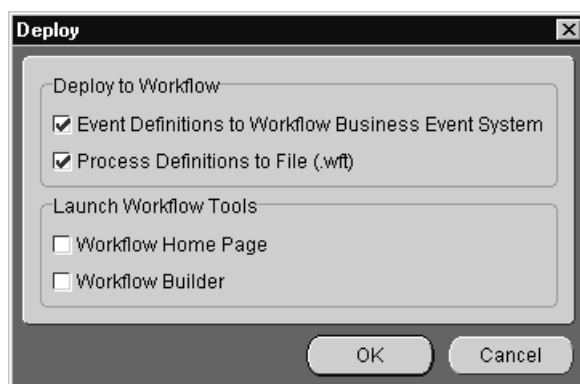 Deploy
Deploy to Workflow
Event Definitions to Workflow Business Event System
Process Definitions to File (.wft)
Launch Workflow Tools
Workflow Home Page
Workflow Builder
OK
Cancel